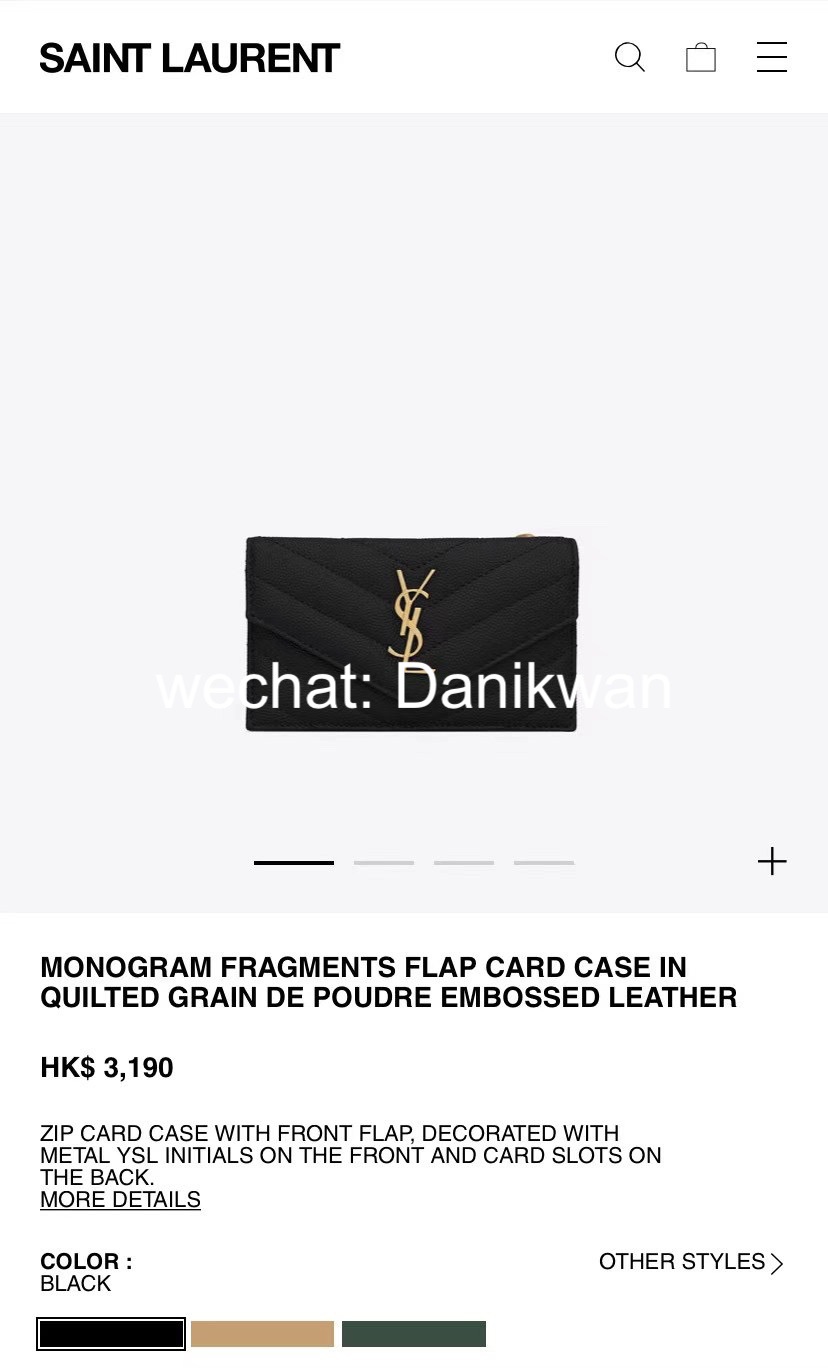 SAINT LAURENT
YSL
wechat: Danikwan
MONOGRAM FRAGMENTS FLAP CARD CASE IN
QUILTED GRAIN DE POUDRE EMBOSSED LEATHER
HK$ 3,190
ZIP CARD CASE WITH FRONT FLAP, DECORATED WITH
METAL YSL INITIALS ON THE FRONT AND CARD SLOTS ON
THE BACK.
MORE DETAILS
COLOR :
OTHER STYLES
BLACK